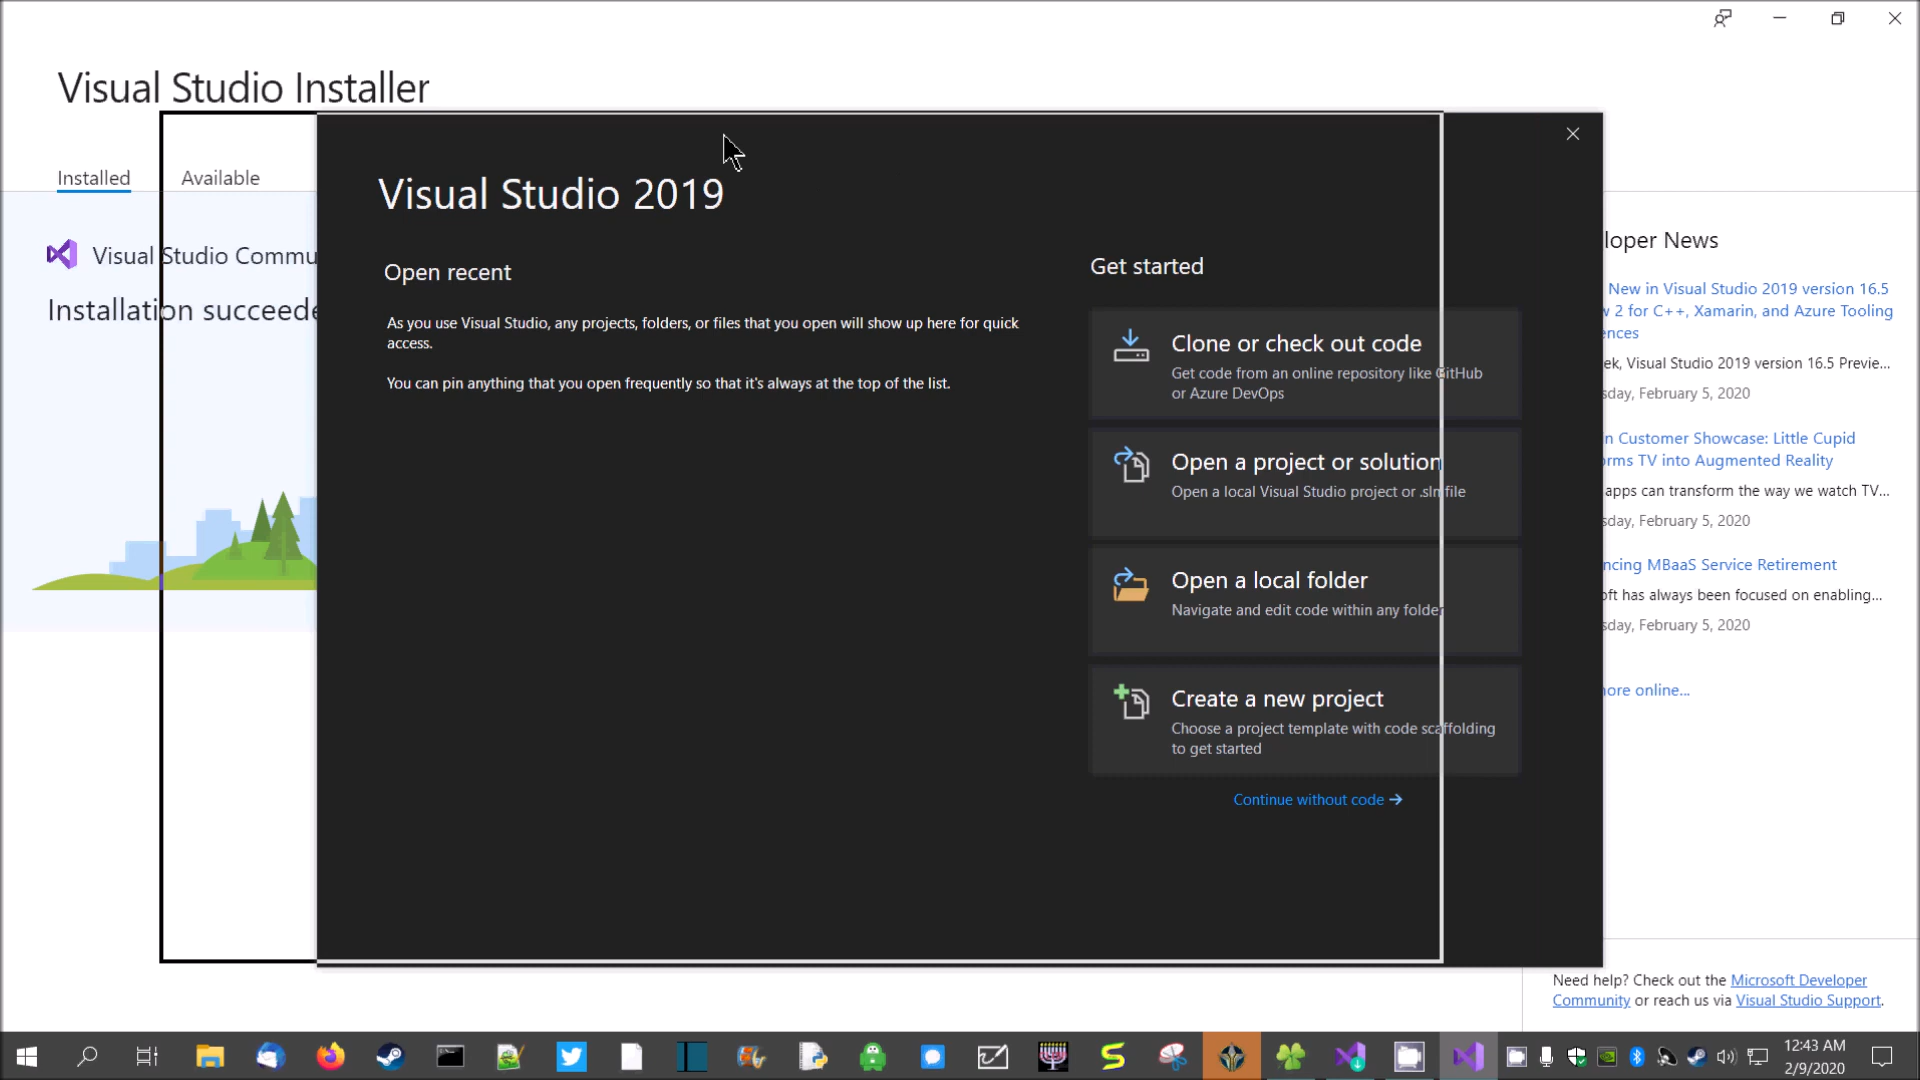 Visual Studio Installer
Installed
Available
Visual Studio Commu
Installation succeede
Visual Studio 2019
Open recent
As you use Visual Studio, any projects, folders, or files that you open will show up here for quick
access.
You can pin anything that you open frequently so that it's always at the top of the list.
Get started
Clone or check out code
Get code from an online repository like GitHub
or Azure DevOps
Open a project or solution
Open a local Visual Studio project or .sln file
Open a local folder
Navigate and edit code within any folder
Create a new project
Choose a project template with code scaffolding
to get started
Continue without code →
loper News
New in Visual Studio 2019 version 16.5
w 2 for C++, Xamarin, and Azure Tooling
ences
ek, Visual Studio 2019 version 16.5 Previe...
sday, February 5, 2020
n Customer Showcase: Little Cupid
orms TV into Augmented Reality
apps can transform the way we watch TV...
sday, February 5, 2020
ncing MBaaS Service Retirement
oft has always been focused on enabling...
sday, February 5, 2020
ore online...
Need help? Check out the Microsoft Developer
Community or reach us via Visual Studio Support.
12:43 AM
2/9/2020